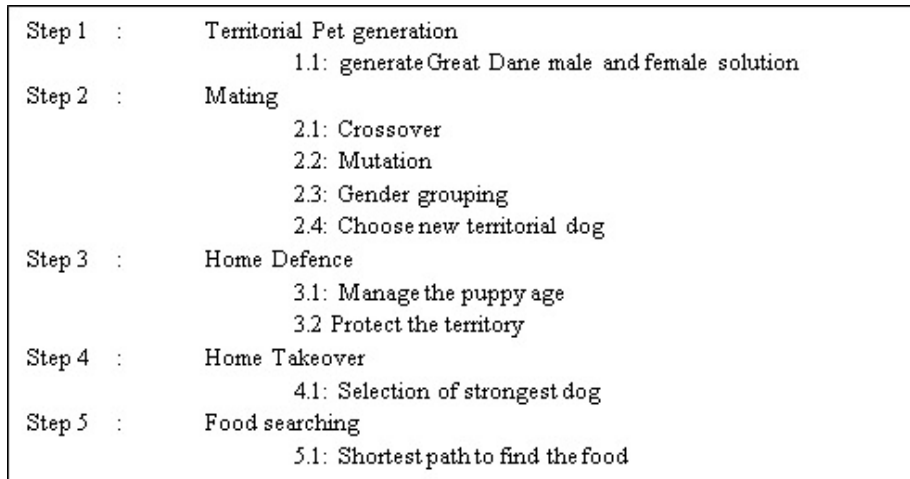 Step 1 : Territorial Pet generation
1.1: generate Great Dane male and female solution
Step 2 : Mating
2.1: Crossover
2.2: Mutation
2.3: Gender grouping
2.4: Choose new territorial dog
Step 3 : Home Defence
3.1: Manage the puppy age
3.2 Protect the territory
Step 4 : Home Takeover
4.1: Selection of strongest dog
Step 5 : Food searching
5.1: Shortest path to find the food